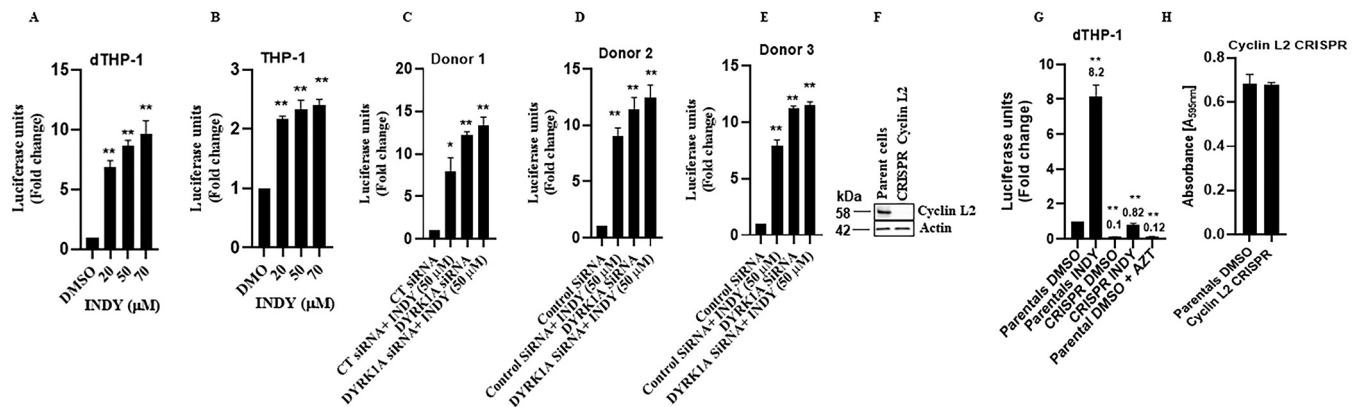 A
dTHP-1
Luciferase units
(Fold change)
15
10
5
0
**
**
**
DMSO
20
50
70
INDY (μM)
B
THP-1
Luciferase units
(Fold change)
3
2
1
0
**
**
**
DMO
20
50
70
INDY (μM)
C
Donor 1
Luciferase units
(Fold change)
20
15
10
5
0
*
**
**
CT siRNA
CT siRNA+ INDY (50 μM)
DYRK1A siRNA
DYRK1A siRNA+ INDY (50 μM)
D
Donor 2
Luciferase units
(Fold change)
15
10
5
0
**
**
**
Control SiRNA
Control SiRNA+ INDY (50 μM)
DYRK1A SiRNA
DYRK1A SiRNA+ INDY (50 μM)
E
Donor 3
Luciferase units
(Fold change)
15
10
5
0
**
**
**
Control SiRNA
Control SiRNA+ INDY (50 μM)
DYRK1A SiRNA
DYRK1A SiRNA+ INDY (50 μM)
F
Parent cells
CRISPR Cyclin L2
kDa
58
Cyclin L2
42
Actin
G
dTHP-1
Luciferase units
(Fold change)
10
8
6
4
2
0
**
8.2
**
0.1
**
0.82
**
0.12
Parentals DMSO
Parentals INDY
CRISPR DMSO
CRISPR INDY
Parental DMSO + AZT
H
Cyclin L2 CRISPR
Absorbance [A595nm]
0.8
0.6
0.4
0.2
0.0
Parentals DMSO
Cyclin L2 CRISPR